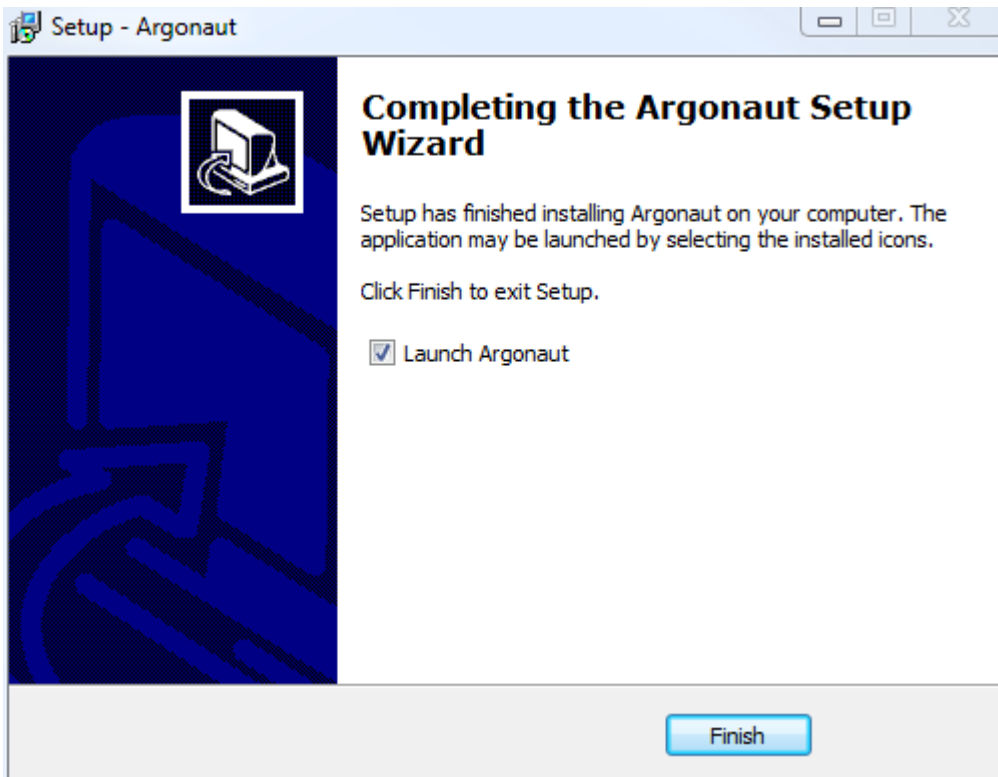 Setup - Argonaut
Completing the Argonaut Setup
Wizard
Setup has finished installing Argonaut on your computer. The
application may be launched by selecting the installed icons.
Click Finish to exit Setup.
Launch Argonaut
Finish